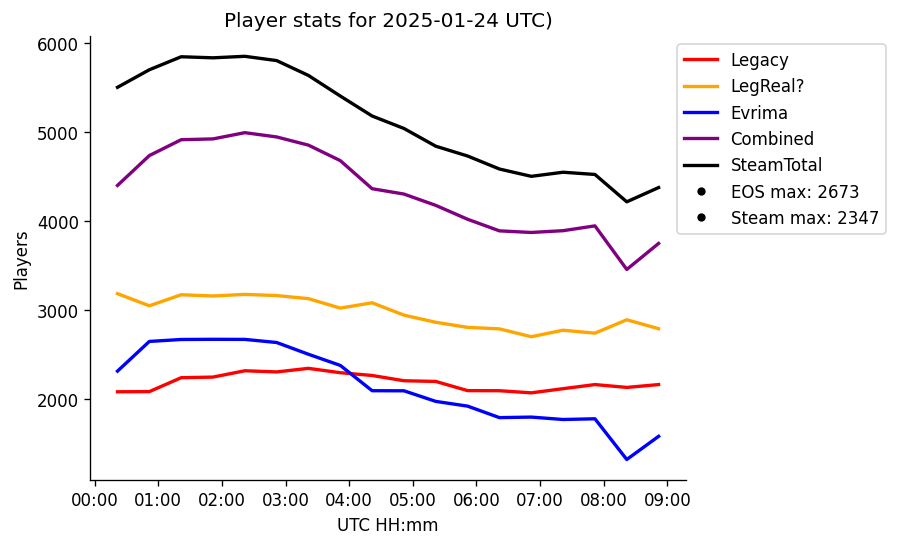 Player stats for 2025-01-24 UTC)
6000
5000
4000
3000
2000
Players
00:00 01:00 02:00 03:00 04:00 05:00 06:00 07:00 08:00 09:00
UTC HH:mm
Legacy
LegReal?
Evrima
Combined
SteamTotal
EOS max: 2673
Steam max: 2347